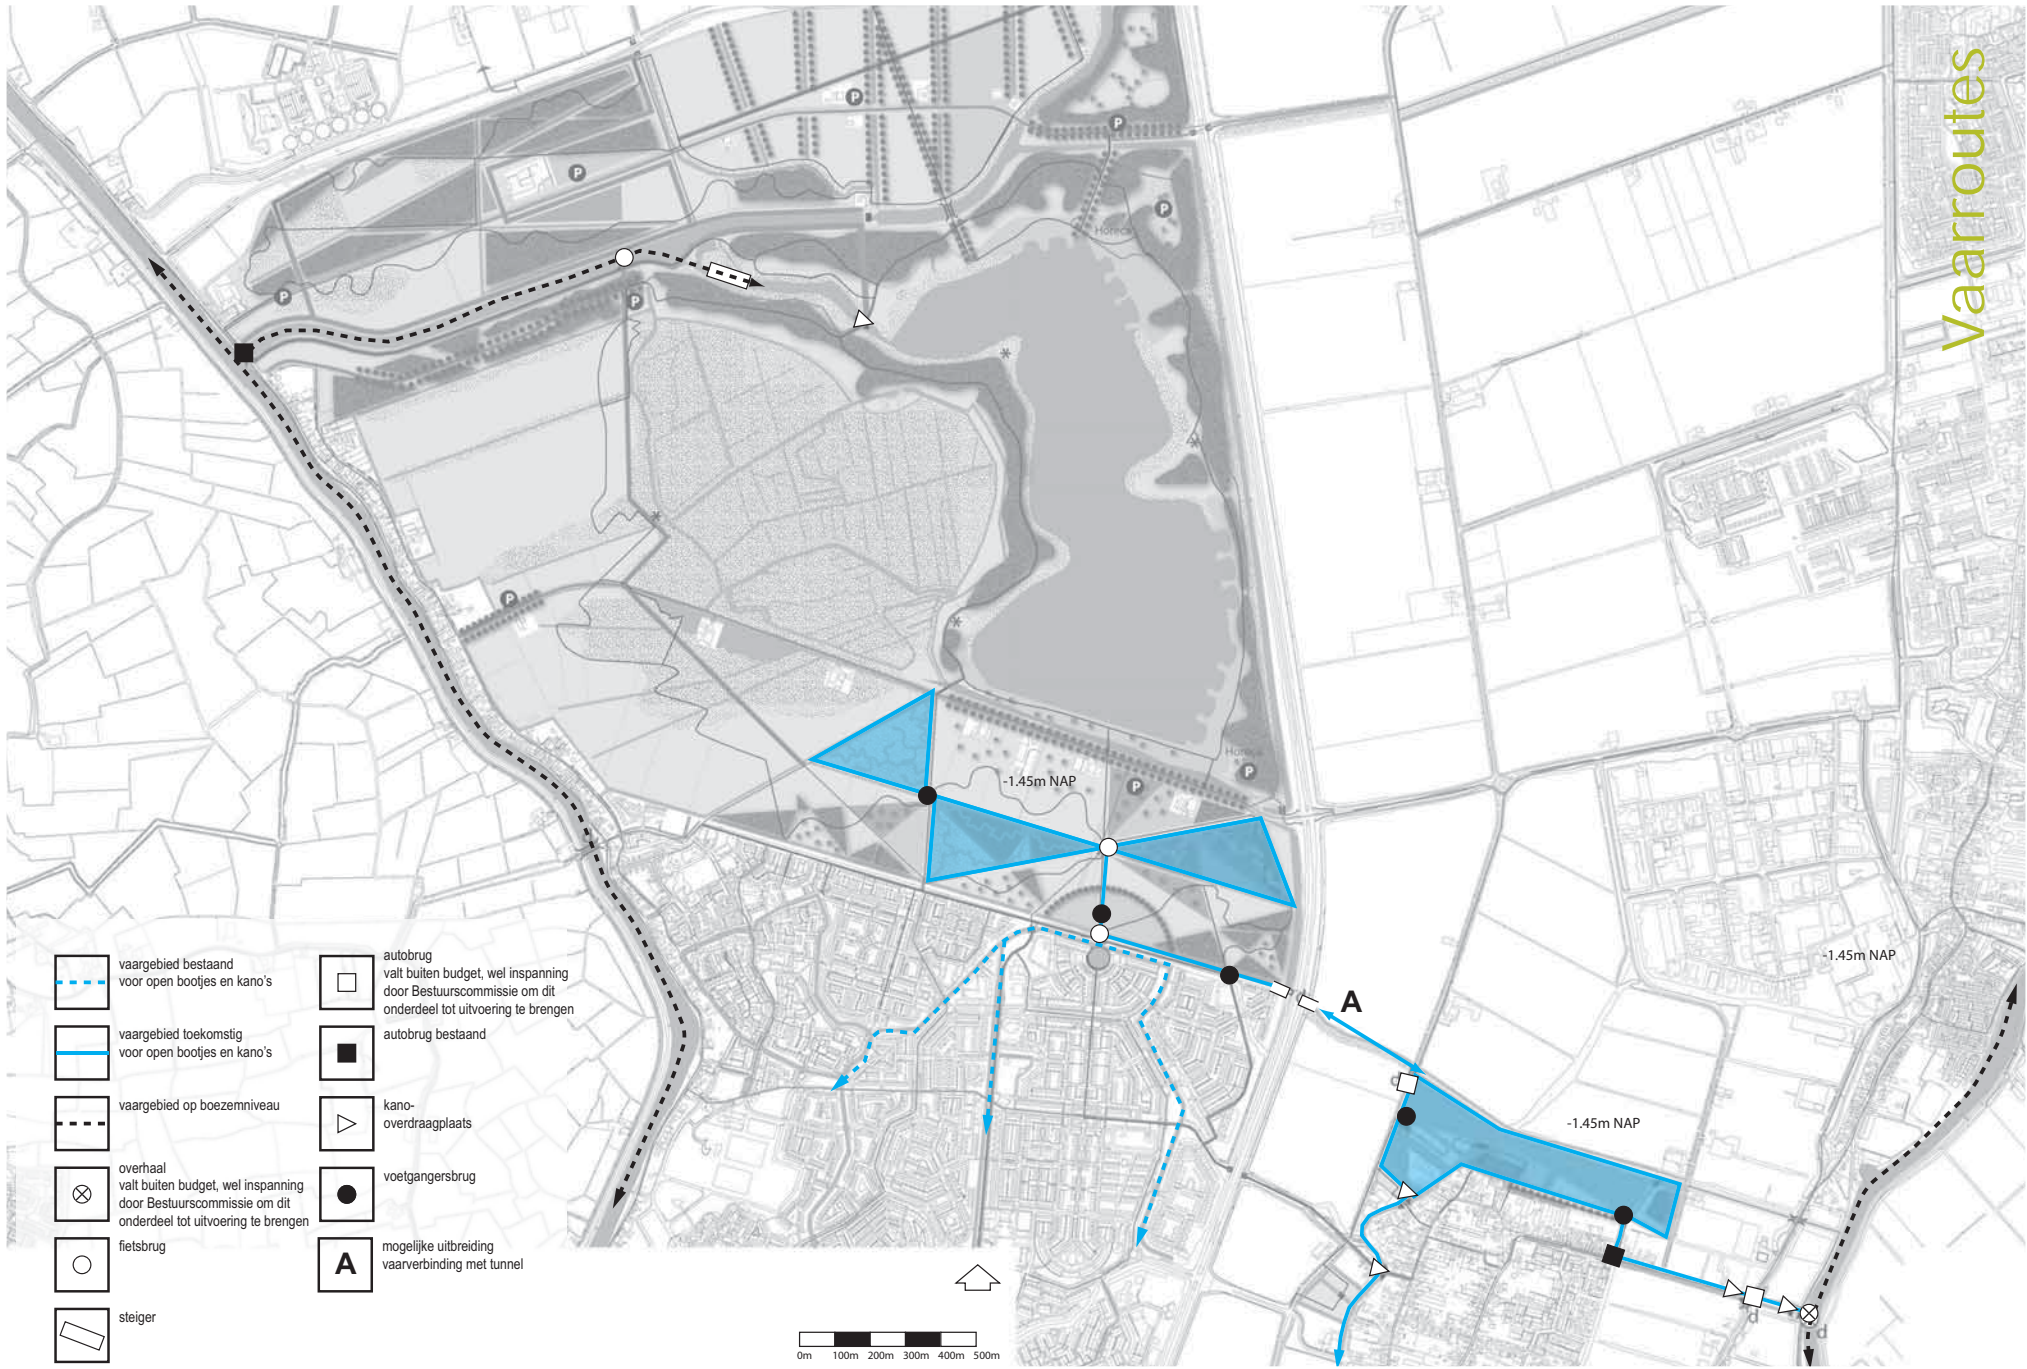 Vaarroutes
P
P
P
P
Horeca
P
P
P
P
-1.45m NAP
Horeca
P
P
A
-1.45m NAP
-1.45m NAP
d
d
vaargebied bestaand
voor open bootjes en kano's
vaargebied toekomstig
voor open bootjes en kano's
vaargebied op boezemniveau
overhaal
valt buiten budget, wel inspanning
door Bestuurscommissie om dit
onderdeel tot uitvoering te brengen
fietsbrug
steiger
autobrug
valt buiten budget, wel inspanning
door Bestuurscommissie om dit
onderdeel tot uitvoering te brengen
autobrug bestaand
kano-
overdraagplaats
voetgangersbrug
A
mogelijke uitbreiding
vaarverbinding met tunnel
0m 100m 200m 300m 400m 500m